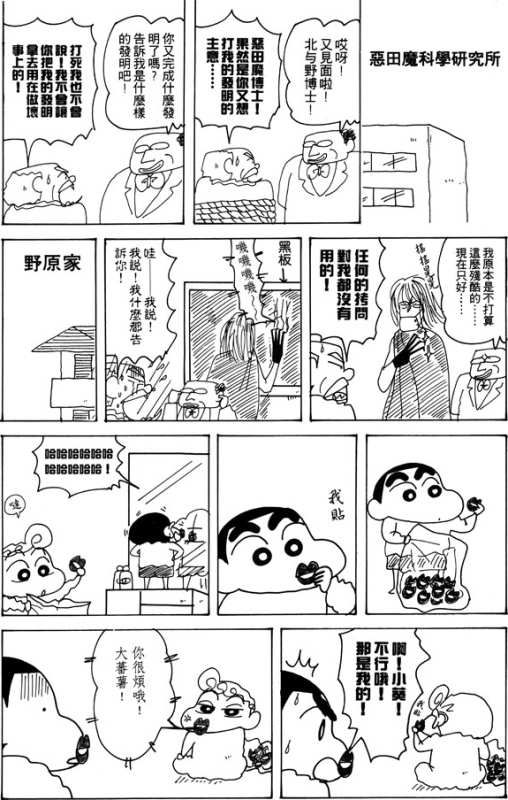 惡田魔科學研究所
哎呀！
又見面啦！
北与野博士！
惡田魔博士！
果然是你又想
打我的發明的
主意……
你又完成什麼發
明了嗎？
告訴我是什麼樣
的發明吧！
打死我也不會
說！我不會讓
你把我的發明
拿去用在做壞
事上的！
我原本是不打算
這麼殘酷的……
現在只好……
任何的拷問
對我都沒有
用的！
黑板↓
嘰嘰嘰嘰
哇——我說！
我說！我什麼都告
訴你！
野原家
我貼
哈哈哈哈哈哈哈
哈哈哈哈哈哈！
噠
啊！小葵！
不行哦！
那是我的！
你很煩哦！
大蕃薯！